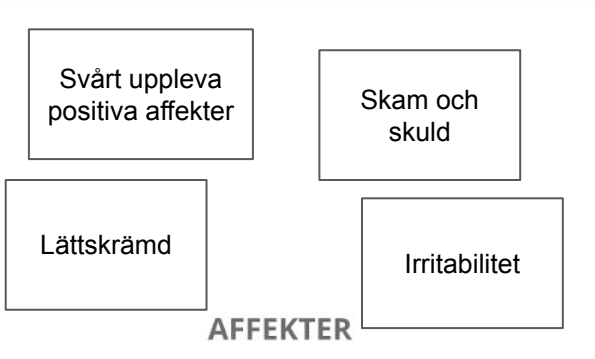 Svårt uppleva
positiva affekter
Skam och
skuld
Lättskrämd
Irritabilitet
AFFEKTER